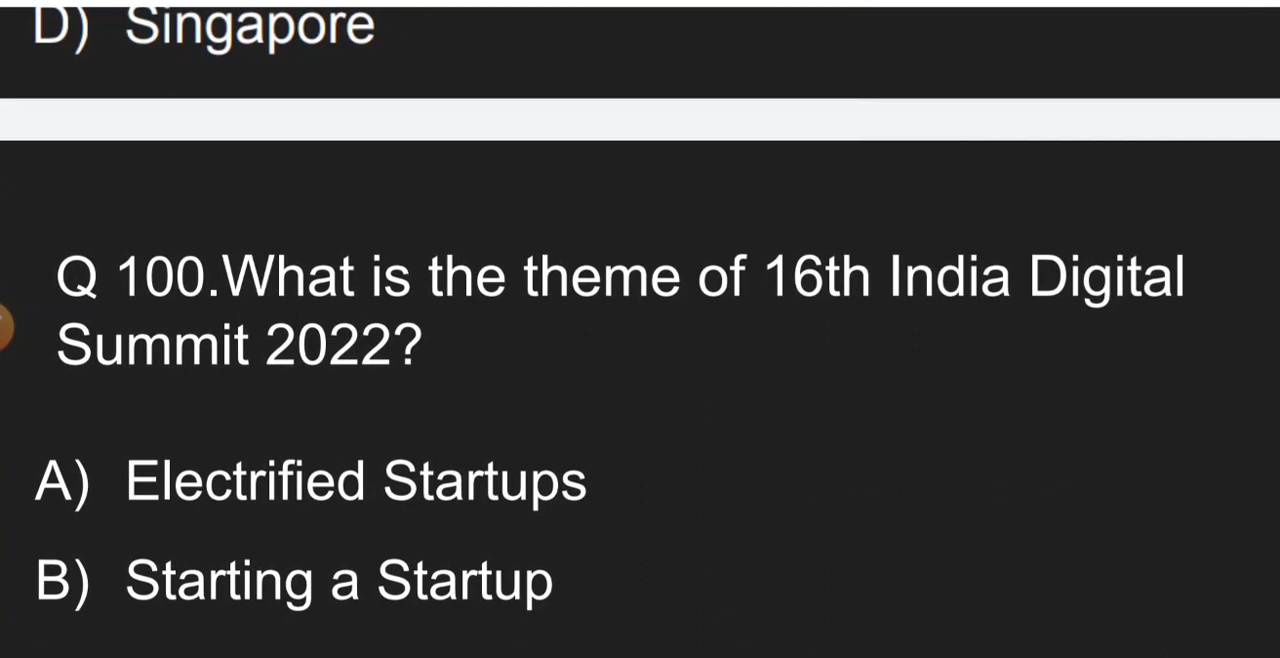 D) Singapore
Q 100.What is the theme of 16th India Digital
Summit 2022?
A) Electrified Startups
B) Starting a Startup